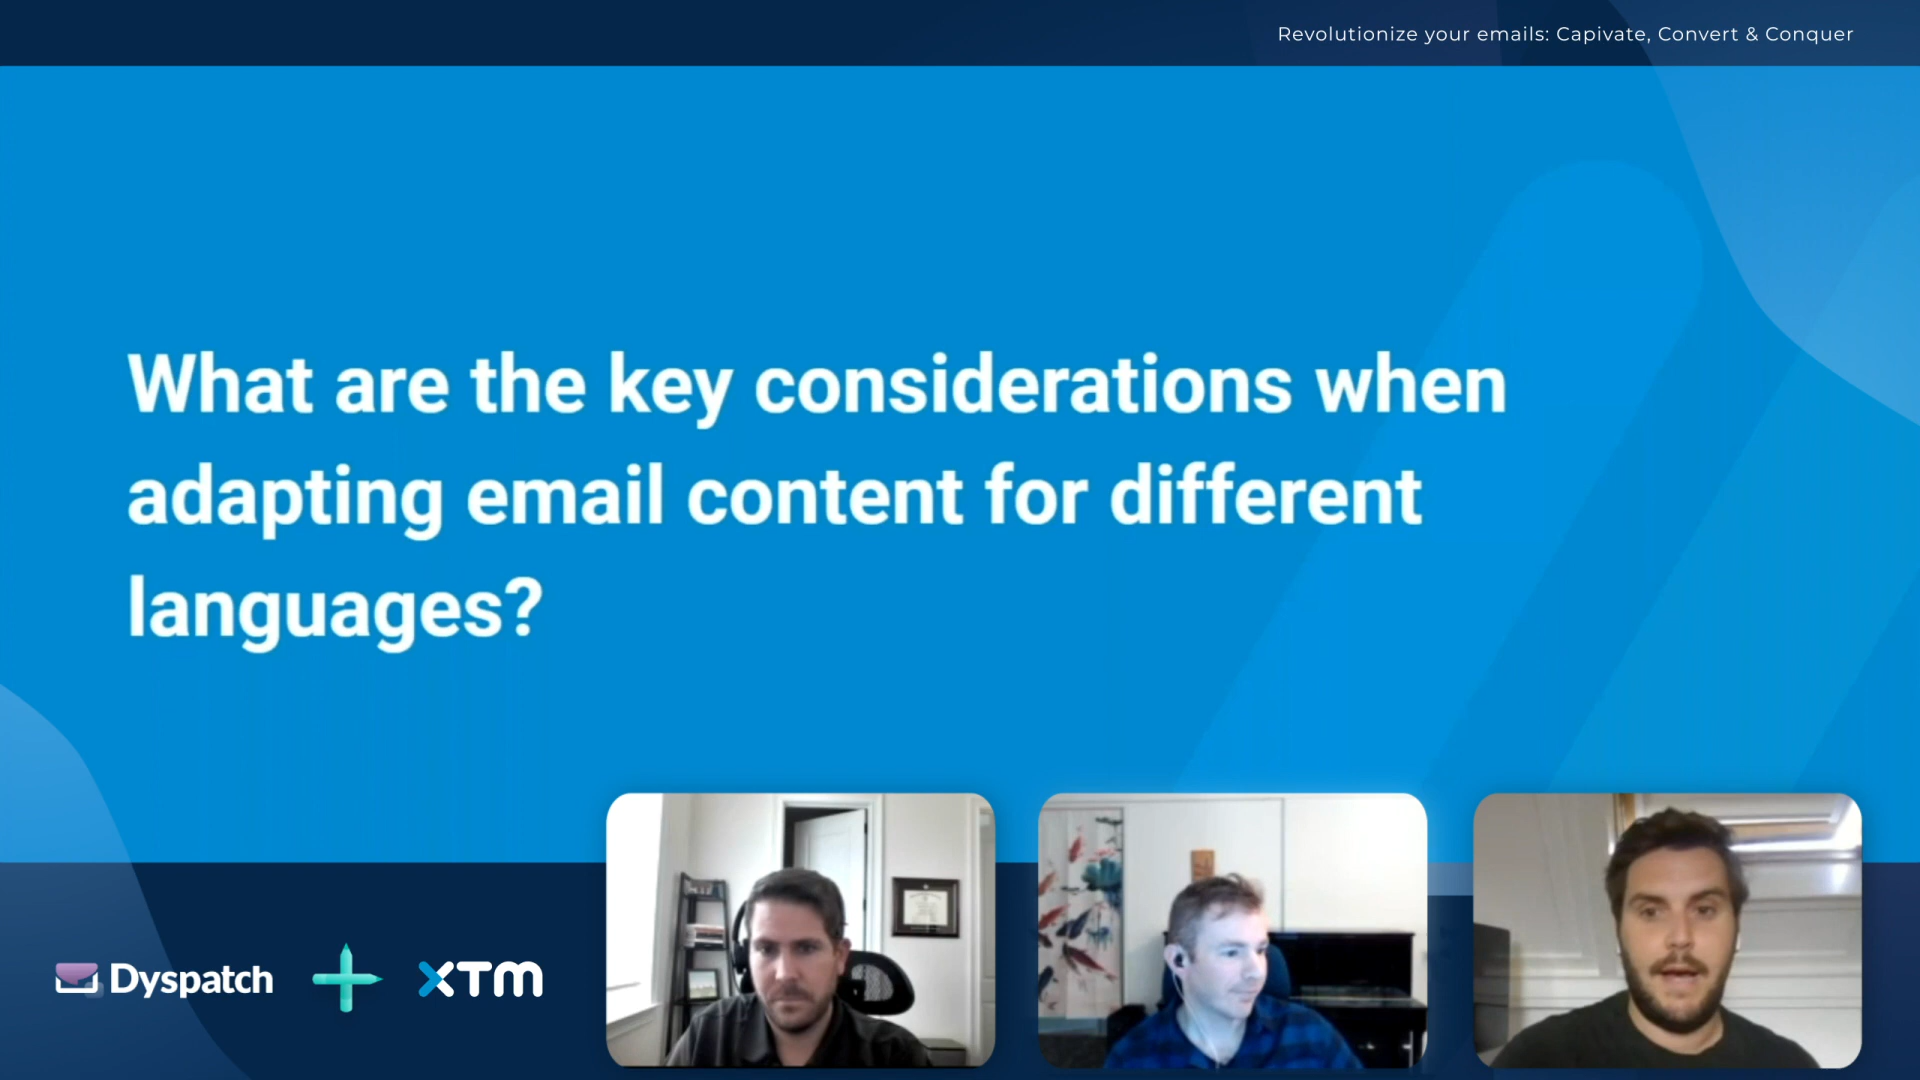 Revolutionize your emails: Capivate, Convert & Conquer
What are the key considerations when
adapting email content for different
languages?
Dyspatch
XTM